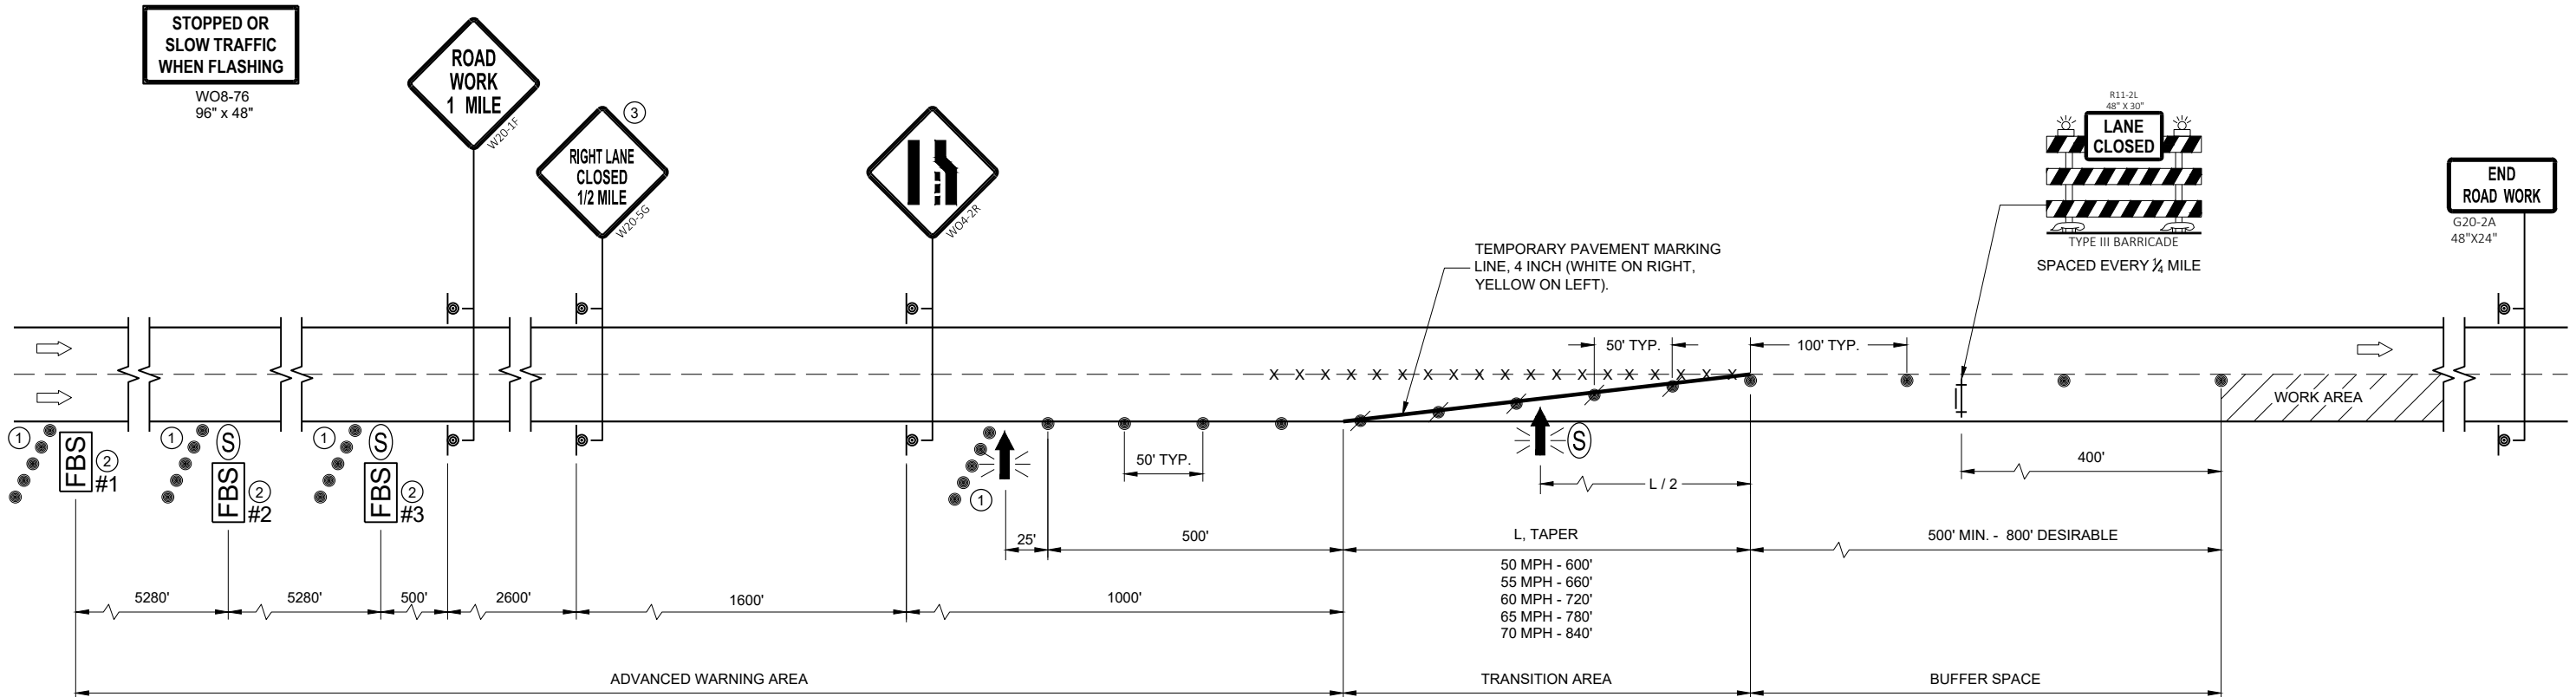 STOPPED OR
SLOW TRAFFIC
WHEN FLASHING
WO8-76
96" x 48"
ROAD
WORK
1 MILE
W20-1F
3
RIGHT LANE
CLOSED
1/2 MILE
W20-5G
WO4-2R
R11-2L
48" X 30"
LANE
CLOSED
TYPE III BARRICADE
SPACED EVERY ¼ MILE
END
ROAD WORK
G20-2A
48"X24"
TEMPORARY PAVEMENT MARKING
LINE, 4 INCH (WHITE ON RIGHT,
YELLOW ON LEFT).
50' TYP.
100' TYP.
X X X X X X X X X X X X X X X X X X X
WORK AREA
1
FBS
2
#1
1
S
FBS
2
#2
1
S
FBS
2
#3
1
50' TYP.
S
L / 2
400'
25'
500'
L, TAPER
500' MIN. - 800' DESIRABLE
50 MPH - 600'
55 MPH - 660'
60 MPH - 720'
65 MPH - 780'
70 MPH - 840'
5280'
5280'
500'
2600'
1600'
1000'
ADVANCED WARNING AREA
TRANSITION AREA
BUFFER SPACE